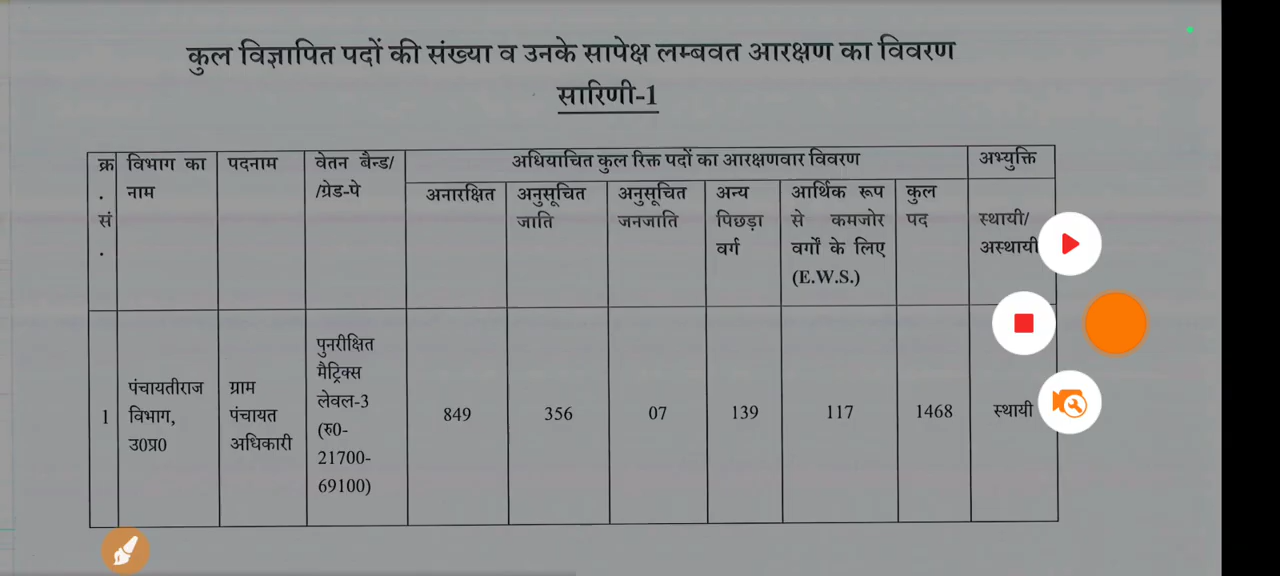 कुल विज्ञापित पदों की संख्या व उनके सापेक्ष लम्बवत आरक्षण का विवरण
सारिणी-1
क्र
.
सं
.
विभाग का
नाम
पदनाम
वेतन बैन्ड/
/ग्रेड-पे
अधियाचित कुल रिक्त पदों का आरक्षणवार विवरण
अनारक्षित
अनुसूचित
जाति
अनुसूचित
जनजाति
अन्य
पिछड़ा
वर्ग
आर्थिक रूप
से कमजोर
वर्गों के लिए
(E.W.S.)
कुल
पद
अभ्युक्ति
स्थायी/
अस्थायी
1
पंचायतीराज
विभाग,
उ0प्र0
ग्राम
पंचायत
अधिकारी
पुनरीक्षित
मैट्रिक्स
लेवल-3
(रु0-
21700-
69100)
849
356
07
139
117
1468
स्थायी